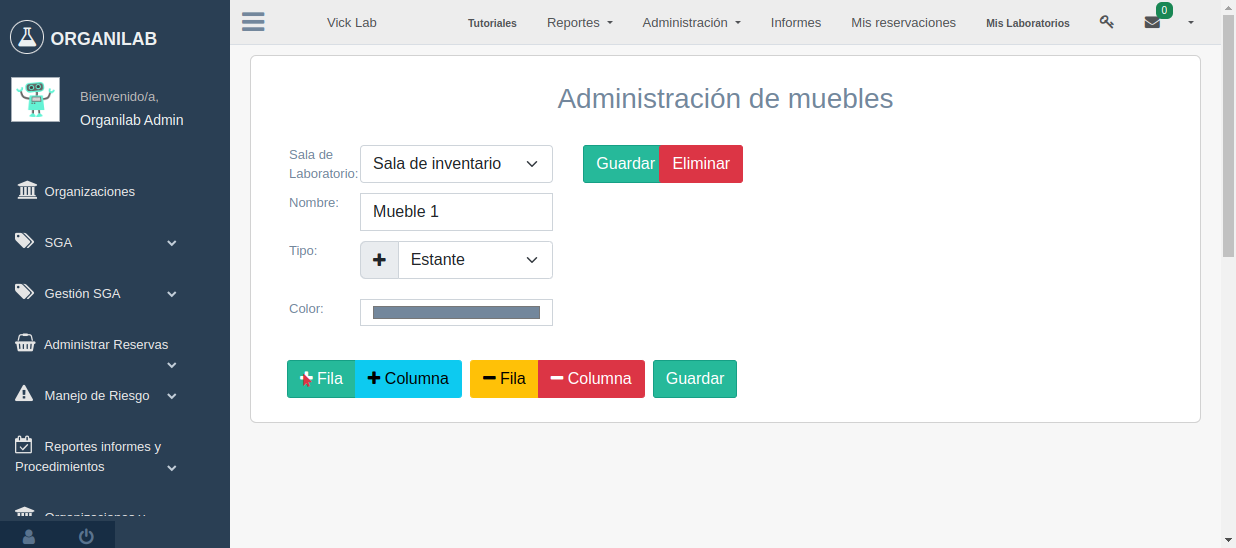 ORGANILAB
Bienvenido/a,
Organilab Admin
Organizaciones
SGA
Gestión SGA
Administrar Reservas
Manejo de Riesgo
Reportes informes y
Procedimientos
Vick Lab
Tutoriales
Reportes
Administración
Informes
Mis reservaciones
Mis Laboratorios
0
Administración de muebles
Sala de
Laboratorio:
Sala de inventario
Guardar
Eliminar
Nombre:
Mueble 1
Tipo:
Estante
Color:
Fila
Columna
Fila
Columna
Guardar